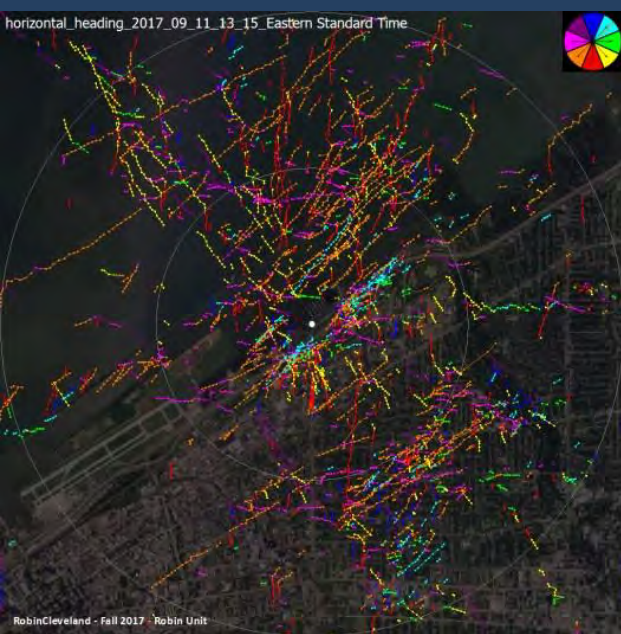 horizontal_heading_2017_09_11_13_15_Eastern Standard Time
RobinCleveland - Fall 2017 - Robin Unit